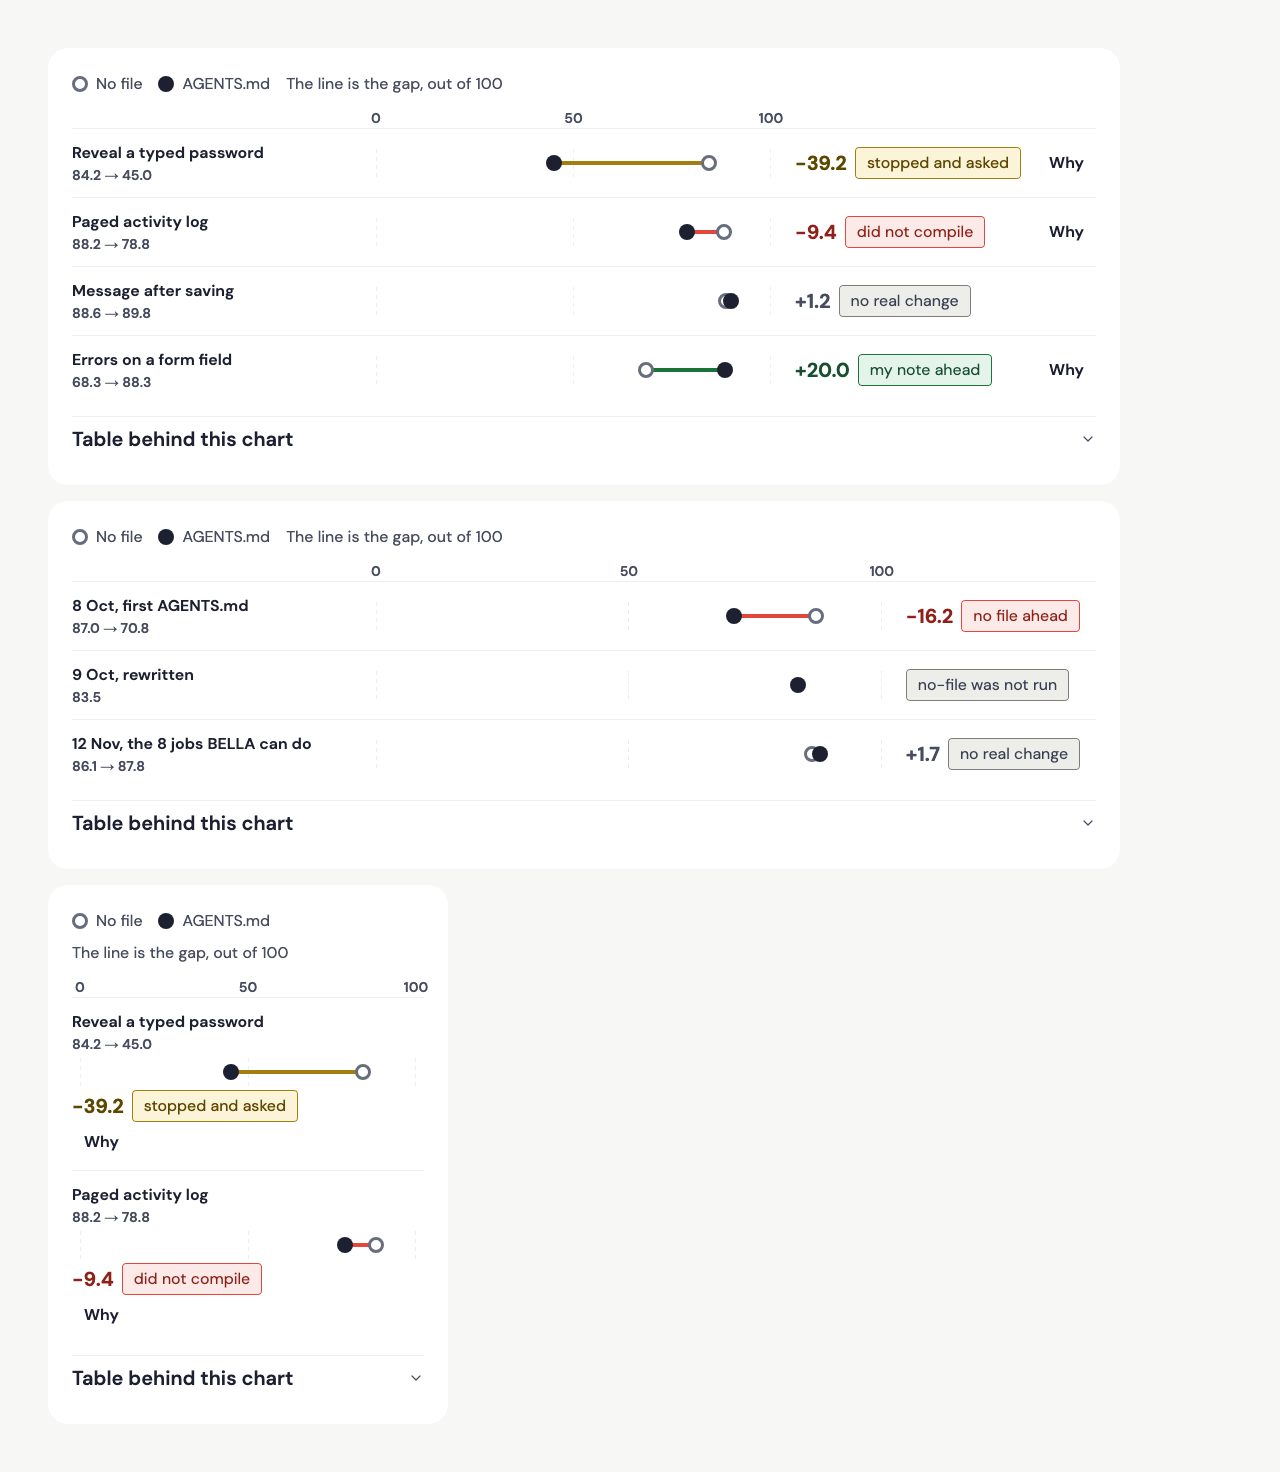 No file AGENTS.md The line is the gap, out of 100
0 50 100
Reveal a typed password
84.2 → 45.0
-39.2 stopped and asked Why
Paged activity log
88.2 → 78.8
-9.4 did not compile Why
Message after saving
88.6 → 89.8
+1.2 no real change
Errors on a form field
68.3 → 88.3
+20.0 my note ahead Why
Table behind this chart
No file AGENTS.md The line is the gap, out of 100
0 50 100
8 Oct, first AGENTS.md
87.0 → 70.8
-16.2 no file ahead
9 Oct, rewritten
83.5
no-file was not run
12 Nov, the 8 jobs BELLA can do
86.1 → 87.8
+1.7 no real change
Table behind this chart
No file AGENTS.md
The line is the gap, out of 100
0 50 100
Reveal a typed password
84.2 → 45.0
-39.2 stopped and asked
Why
Paged activity log
88.2 → 78.8
-9.4 did not compile
Why
Table behind this chart